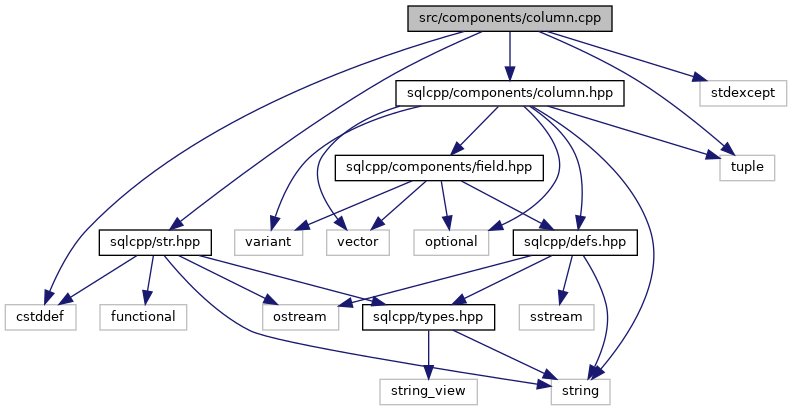 src/components/column.cpp
sqlcpp/components/column.hpp
stdexcept
sqlcpp/components/field.hpp
tuple
sqlcpp/str.hpp
variant
vector
optional
sqlcpp/defs.hpp
cstddef
functional
ostream
sqlcpp/types.hpp
sstream
string_view
string